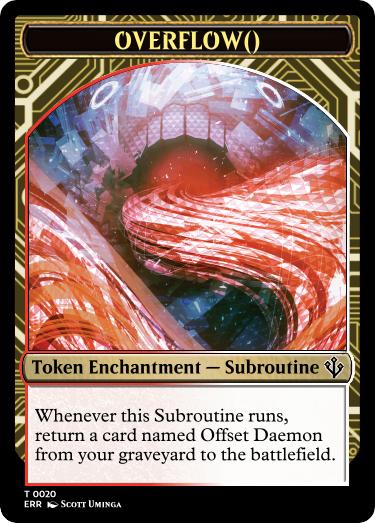 OVERFLOW()
Token Enchantment — Subroutine
Whenever this Subroutine runs,
return a card named Offset Daemon
from your graveyard to the battlefield.
T 0020
ERR Scott Uminga